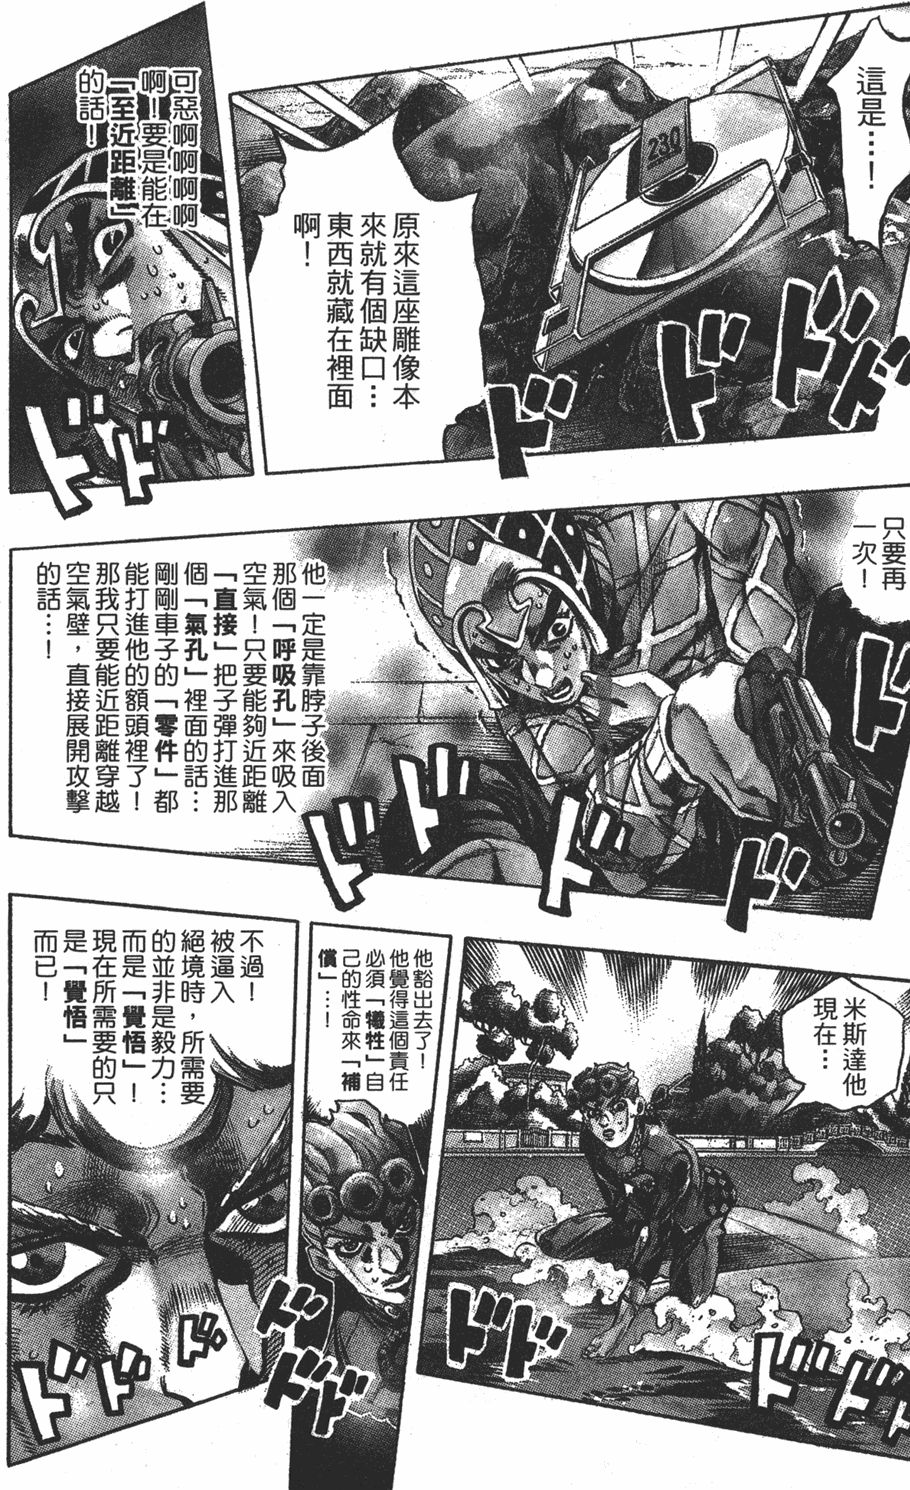 這是…！
230
原來這座雕像本
來就有個缺口…
東西就藏在裡面
啊！
ドドドド
可惡啊啊啊啊
啊！要是能在
「至近距離」
的話！
ドド
只要再
一次！
ドドドド
他一定是靠脖子後面
那個「呼吸孔」來吸入
空氣！只要能夠近距離
「直接」把子彈打進那
個「氣孔」裡面的話…
剛剛車子的「零件」都
能打進他的額頭裡了！
那我只要能近距離穿越
空氣壁，直接展開攻擊
的話…！
ドド
米斯達他
現在…
ドドド
ドド
他豁出去了！
他覺得這個責任
必須「犧牲」自
己的性命來「補
償」…！
ドド
不過！
被逼入
絕境時，所需要
的並非是毅力…
而是「覺悟」！
現在所需要的只
是「覺悟」
而已！
ド
ドドド